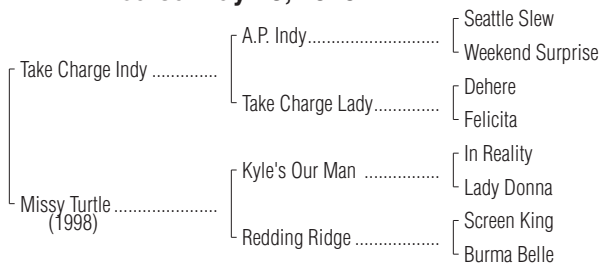 Seattle Slew
A.P. Indy..............................
Weekend Surprise
Take Charge Indy ...............
Dehere
Take Charge Lady...............
Felicita
In Reality
Kyle's Our Man .................
Lady Donna
Missy Turtle .......................
(1998)
Screen King
Redding Ridge ...................
Burma Belle